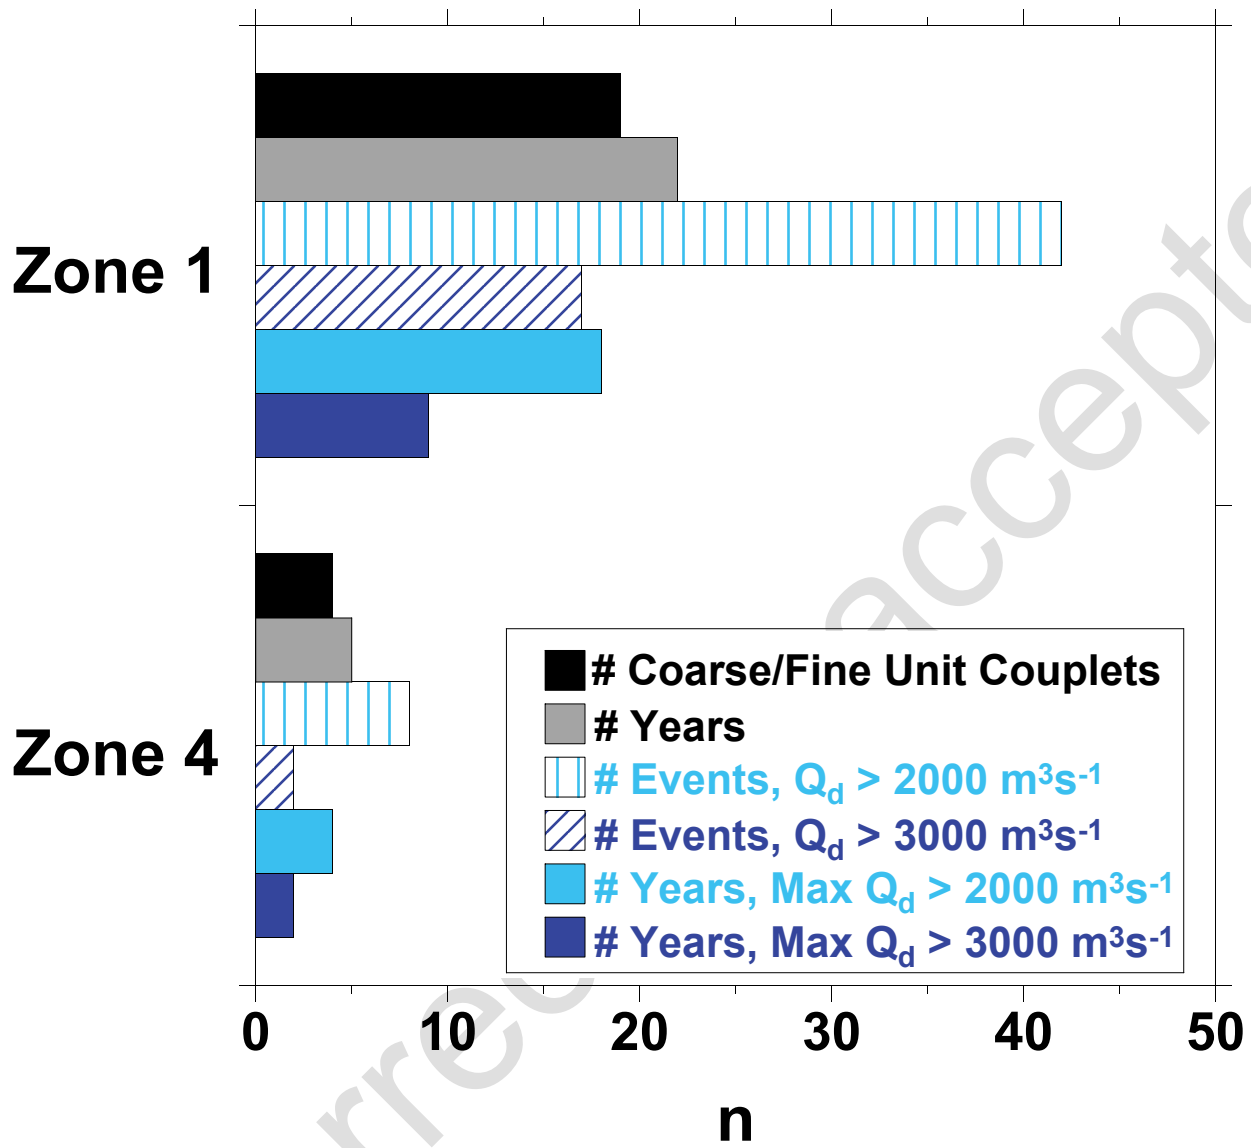 Zone 1
Zone 4
# Coarse/Fine Unit Couplets
# Years
# Events, Qd > 2000 m³s⁻¹
# Events, Qd > 3000 m³s⁻¹
# Years, Max Qd > 2000 m³s⁻¹
# Years, Max Qd > 3000 m³s⁻¹
0 10 20 30 40 50
n